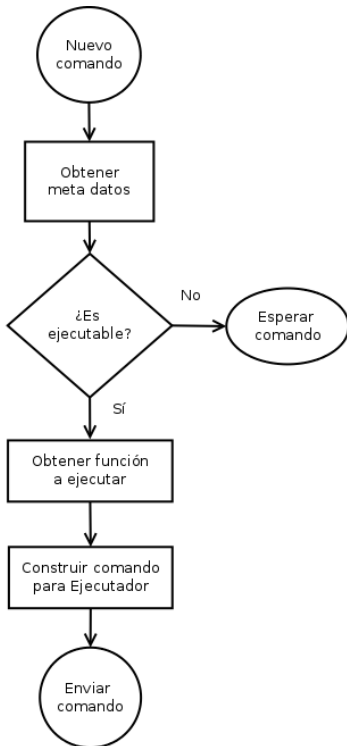 Nuevo
comando
Obtener
meta datos
¿Es
ejecutable?
No
Esperar
comando
Sí
Obtener función
a ejecutar
Construir comando
para Ejecutador
Enviar
comando